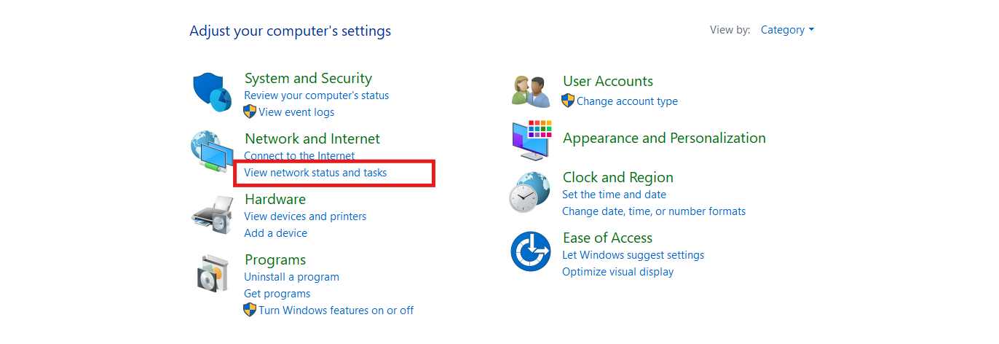 Adjust your computer's settings
View by: Category
System and Security
Review your computer's status
View event logs
Network and Internet
Connect to the Internet
View network status and tasks
Hardware
View devices and printers
Add a device
Programs
Uninstall a program
Get programs
Turn Windows features on or off
User Accounts
Change account type
Appearance and Personalization
Clock and Region
Set the time and date
Change date, time, or number formats
Ease of Access
Let Windows suggest settings
Optimize visual display